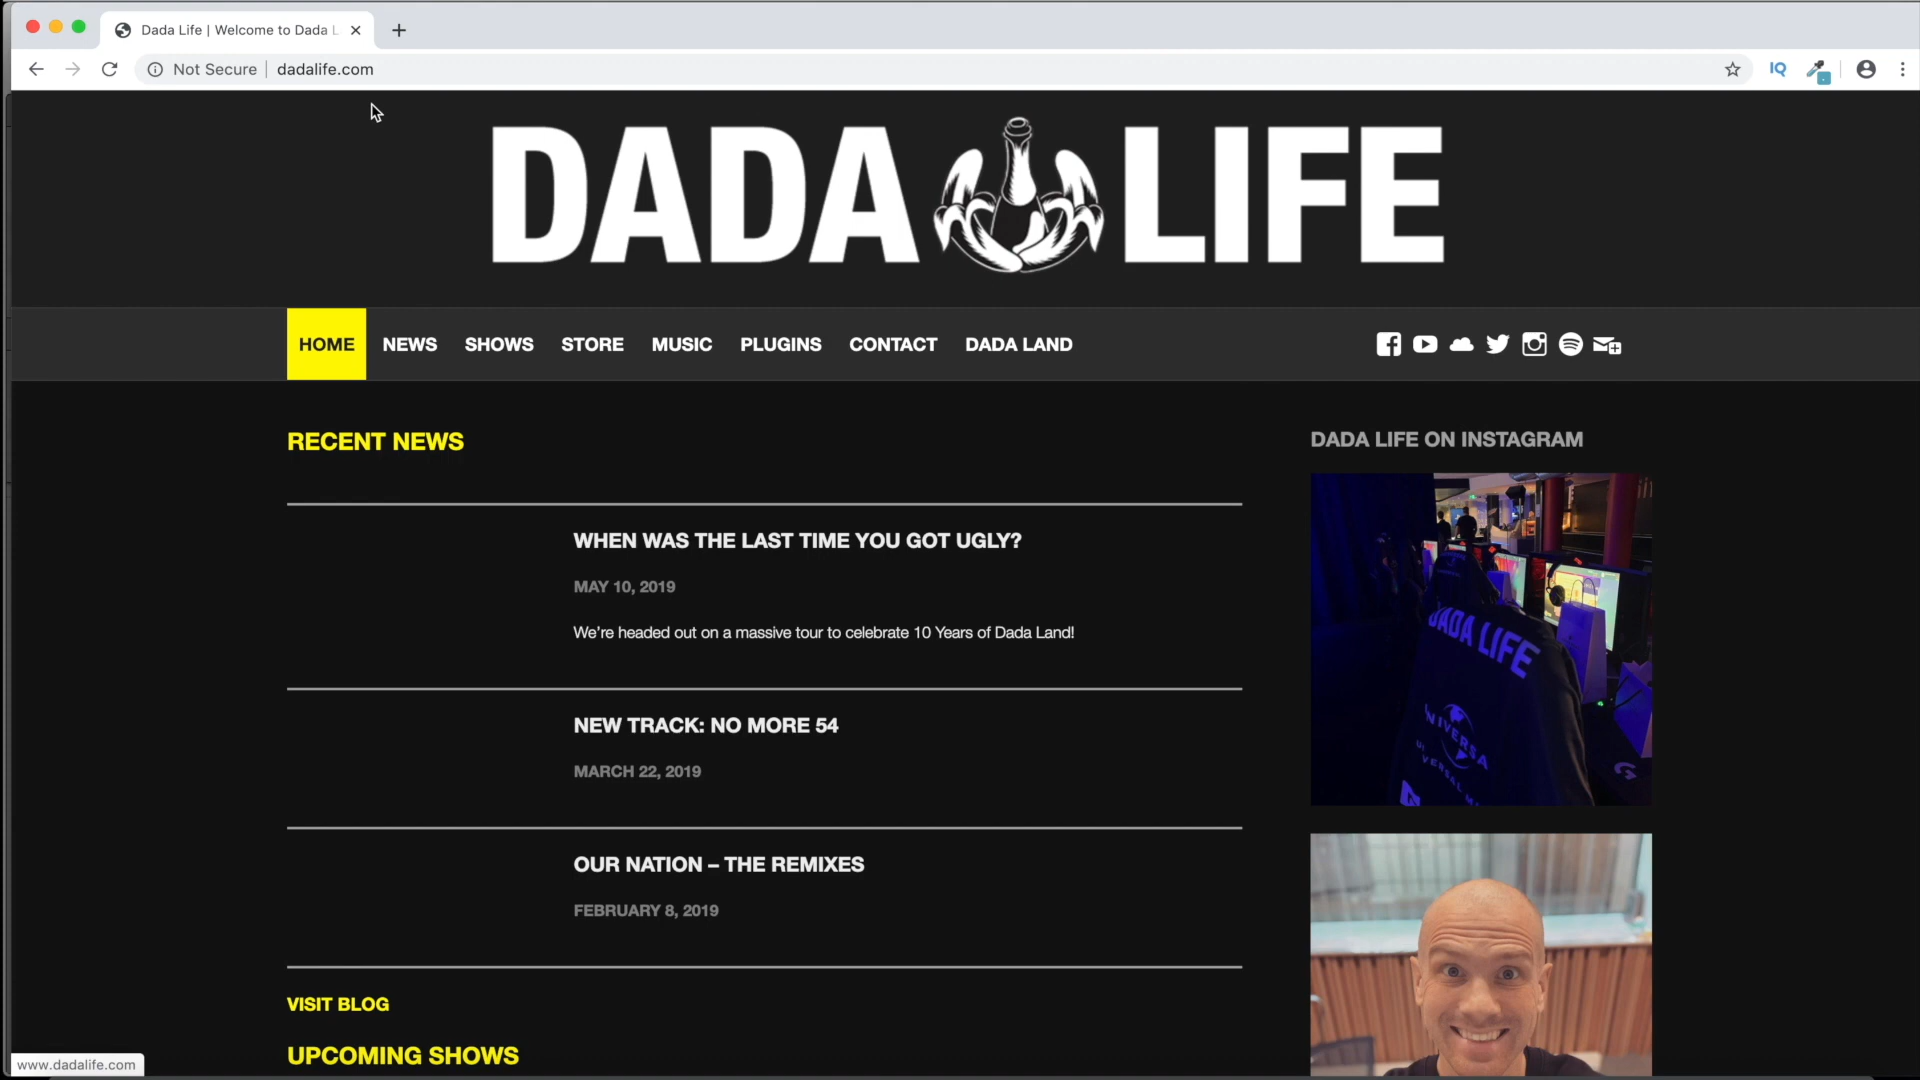 Dada Life | Welcome to Dada L
Not Secure
dadalife.com
IQ
DADA LIFE
HOME
NEWS
SHOWS
STORE
MUSIC
PLUGINS
CONTACT
DADA LAND
RECENT NEWS
WHEN WAS THE LAST TIME YOU GOT UGLY?
MAY 10, 2019
We're headed out on a massive tour to celebrate 10 Years of Dada Land!
NEW TRACK: NO MORE 54
MARCH 22, 2019
OUR NATION – THE REMIXES
FEBRUARY 8, 2019
VISIT BLOG
UPCOMING SHOWS
DADA LIFE ON INSTAGRAM
DADA LIFE
www.dadalife.com